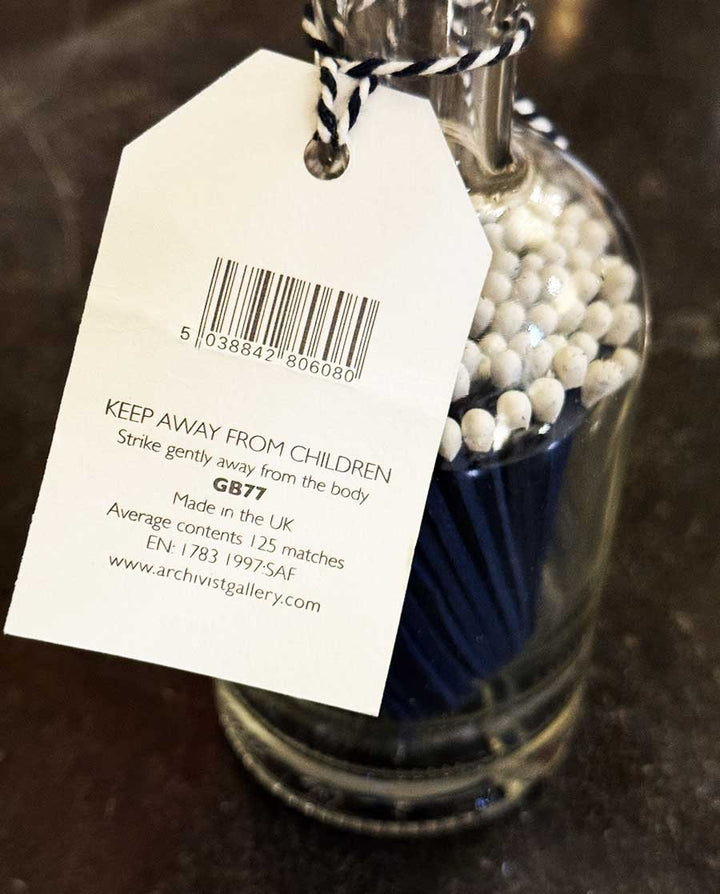 5 038842 806080
KEEP AWAY FROM CHILDREN
Strike gently away from the body
GB77
Made in the UK
Average contents 125 matches
EN: 1783 1997:SAF
www.archivistgallery.com